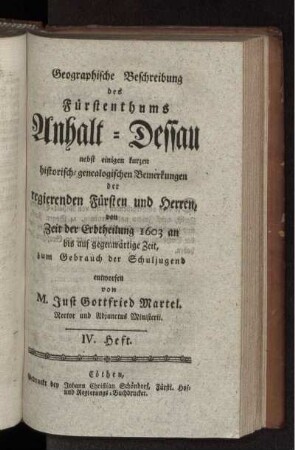 Geographische Beschreibung
des
Fürstenthums
Anhalt-Dessau
nebst einigen kurzen
historisch-genealogischen Bemerkungen
der
regierenden Fürsten und Herren,
von
Zeit der Erbtheilung 1603 an
bis auf gegenwärtige Zeit,
zum Gebrauch der Schuljugend
entworfen
vom
M. Just Gottfried Martel.
Rector und Adjunctus Ministerii.
IV. Heft.
Cöthen,
Gedruckt bey Johann Christian Schöndorf, Fürstl. Hof-
und Regierungs-Buchdrucker.